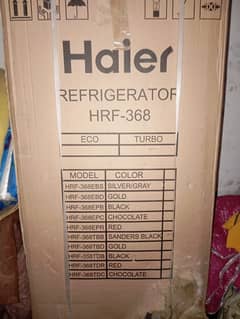 Haier
REFRIGERATOR
HRF-368
ECO TURBO
MODEL COLOR
HRF-368EBS SILVER/GRAY
HRF-368EBD GOLD
HRF-368EPB BLACK
HRF-368EPC CHOCOLATE
HRF-368EPR RED
HRF-368TBB SANDERS BLACK
HRF-368TBD GOLD
HRF-358TDB BLACK
HRF-368TDR RED
HRF-368TDC CHOCOLATE